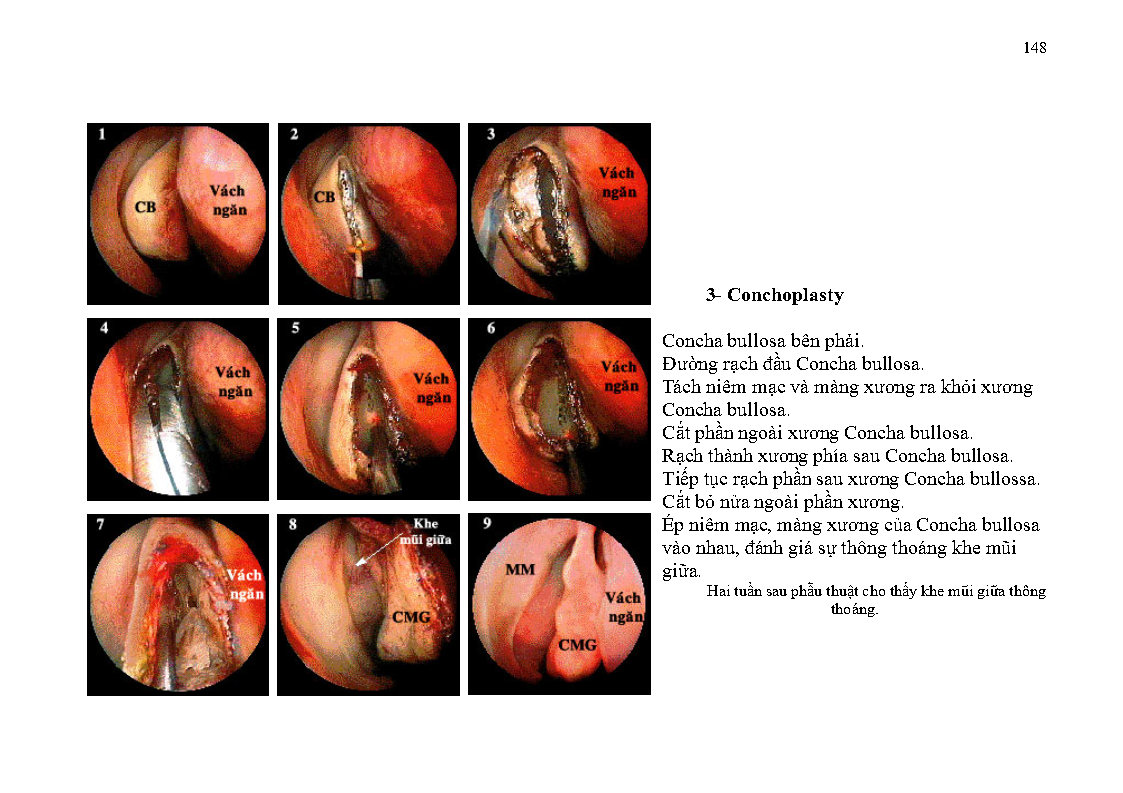 148
1
CB
Vách
ngăn
2
CB
3
Vách
ngăn
4
Vách
ngăn
5
Vách
ngăn
6
Vách
ngăn
7
Vách
ngăn
8
Khe
mũi giữa
CMG
9
MM
Vách
ngăn
CMG
3- Conchoplasty
Concha bullosa bên phải.
Đường rạch đầu Concha bullosa.
Tách niêm mạc và màng xương ra khỏi xương
Concha bullosa.
Cắt phần ngoài xương Concha bullosa.
Rạch thành xương phía sau Concha bullosa.
Tiếp tục rạch phần sau xương Concha bullossa.
Cắt bỏ nửa ngoài phần xương.
Ép niêm mạc, màng xương của Concha bullosa
vào nhau, đánh giá sự thông thoáng khe mũi
giữa.
Hai tuần sau phẫu thuật cho thấy khe mũi giữa thông
thoáng.